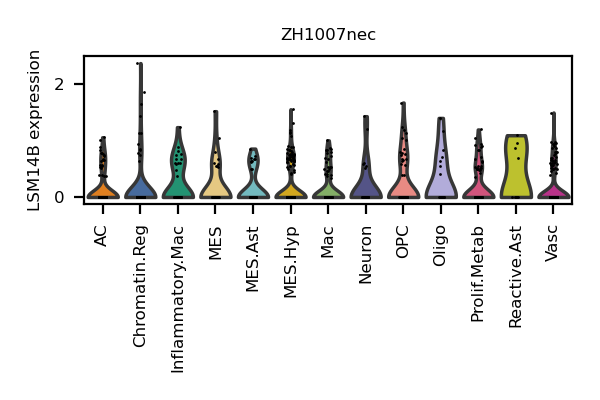 ZH1007nec
LSM14B expression
2
0
AC
Chromatin.Reg
Inflammatory.Mac
MES
MES.Ast
MES.Hyp
Mac
Neuron
OPC
Oligo
Prolif.Metab
Reactive.Ast
Vasc